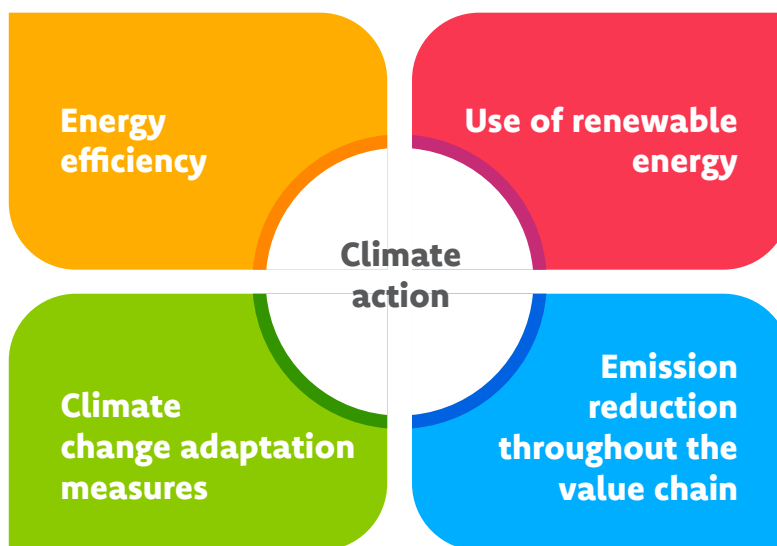 Energy
efficiency
Use of renewable
energy
Climate
action
Climate
change adaptation
measures
Emission
reduction
throughout the
value chain